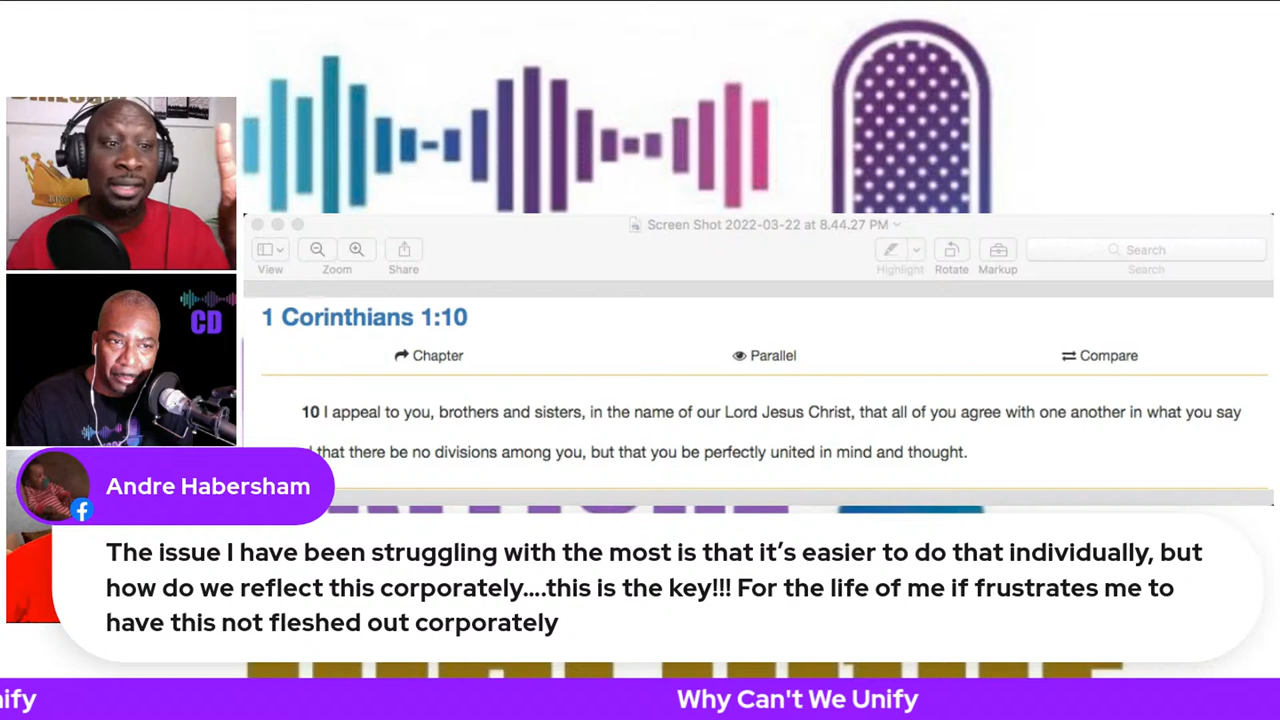 CD
Screen Shot 2022-03-22 at 8.44.27 PM
Search
View
Zoom
Share
Highlight
Rotate
Markup
Search
1 Corinthians 1:10
Chapter
Parallel
Compare
10 I appeal to you, brothers and sisters, in the name of our Lord Jesus Christ, that all of you agree with one another in what you say
that there be no divisions among you, but that you be perfectly united in mind and thought.
Andre Habersham
The issue I have been struggling with the most is that it’s easier to do that individually, but
how do we reflect this corporately....this is the key!!! For the life of me if frustrates me to
have this not fleshed out corporately
Why Can't We Unify